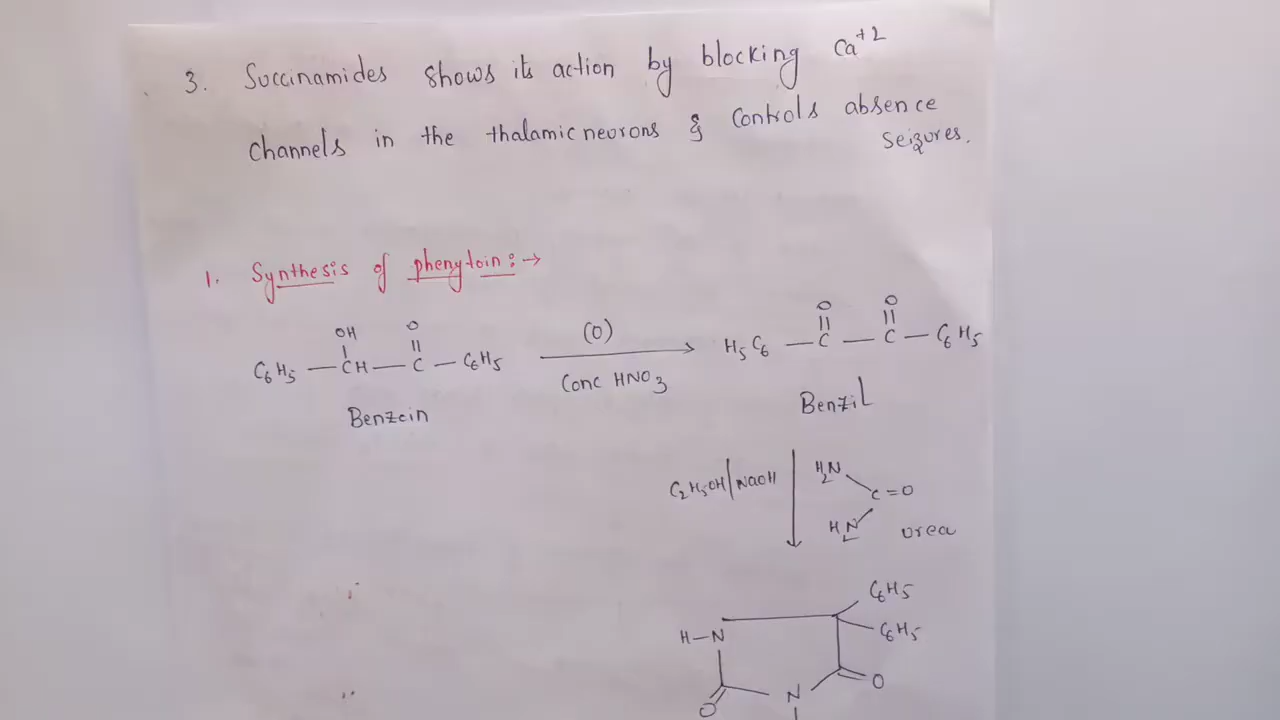 3. Succinamides shows its action by blocking Ca+2
channels in the thalamic neurons & controls absence
seizures.
1. Synthesis of phenytoin:→
OH O
C6H5 — CH — C — C6H5
(O)
Conc HNO3
O O
H5C6 — C — C — C6H5
Benzoin
Benzil
C2H5OH/NaOH
H2N
C=O
H2N
urea
C6H5
C6H5
H—N
O
N
O